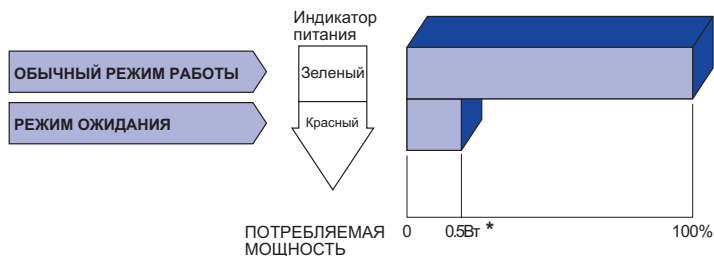 Индикатор
питания
ОБЫЧНЫЙ РЕЖИМ РАБОТЫ
Зеленый
РЕЖИМ ОЖИДАНИЯ
Красный
ПОТРЕБЛЯЕМАЯ
МОЩНОСТЬ
0 0.5Вт * 100%